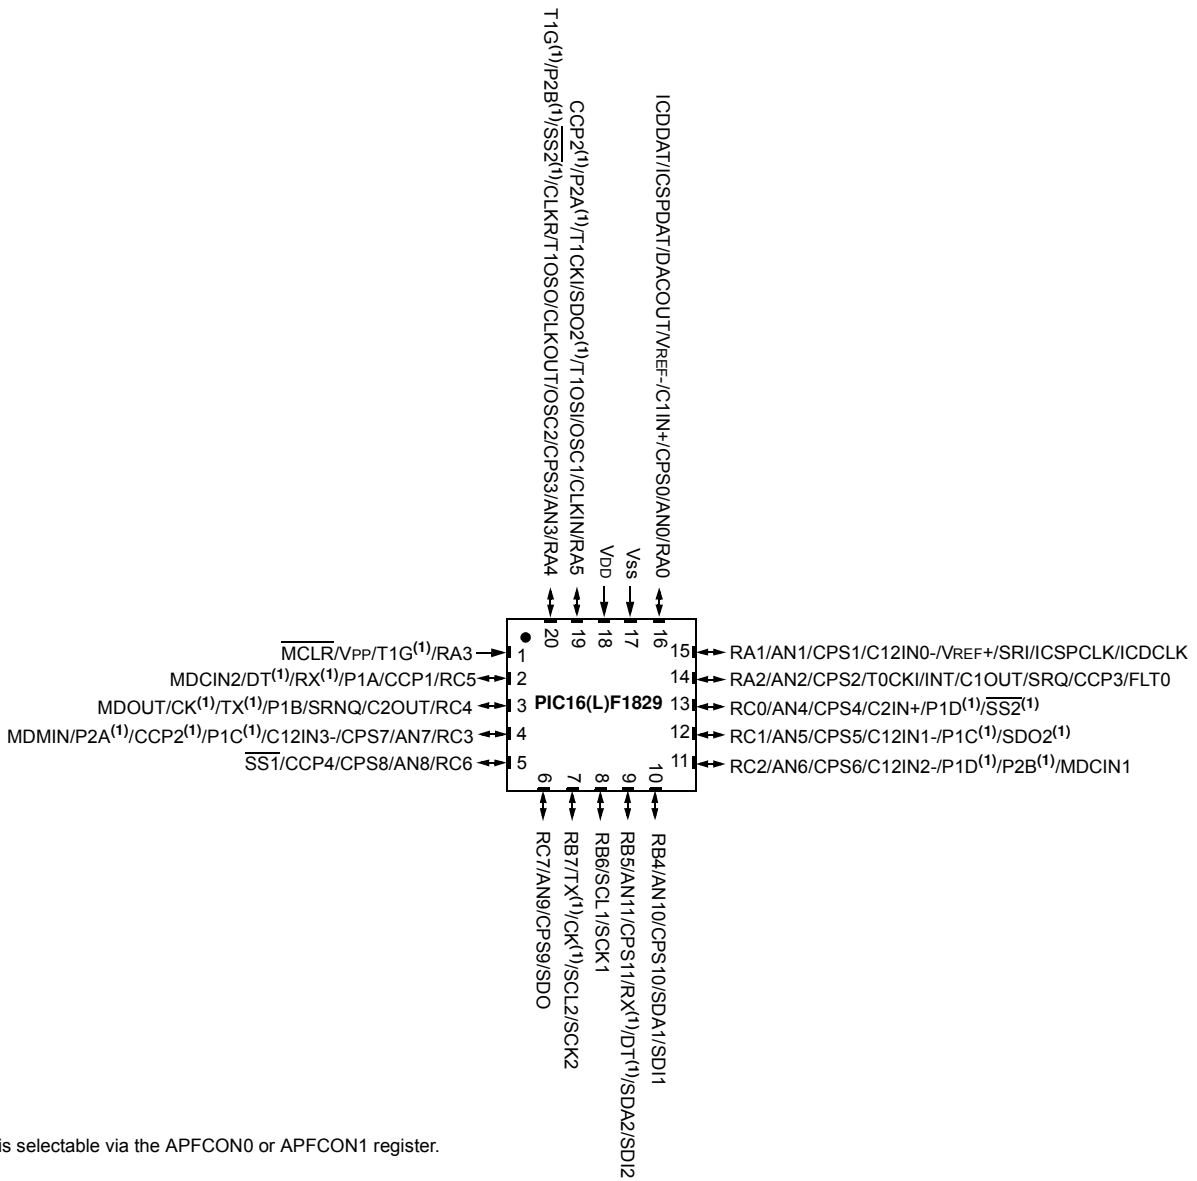 T1G(1)/P2B(1)/SS2(1)/CLKR/T1OSO/CLKOUT/OSC2/CPS3/AN3/RA4
CCP2(1)/P2A(1)/T1CKI/SDO2(1)/T1OSI/OSC1/CLKIN/RA5
VDD
Vss
ICDDAT/ICSPDAT/DACOUT/VREF-/C1IN+/CPS0/AN0/RA0
20
19
18
17
16
MCLR/VPP/T1G(1)/RA3
1
MDCIN2/DT(1)/RX(1)/P1A/CCP1/RC5
2
MDOUT/CK(1)/TX(1)/P1B/SRNQ/C2OUT/RC4
3
MDMIN/P2A(1)/CCP2(1)/P1C(1)/C12IN3-/CPS7/AN7/RC3
4
SS1/CCP4/CPS8/AN8/RC6
5
PIC16(L)F1829
15
RA1/AN1/CPS1/C12IN0-/VREF+/SRI/ICSPCLK/ICDCLK
14
RA2/AN2/CPS2/T0CKI/INT/C1OUT/SRQ/CCP3/FLT0
13
RC0/AN4/CPS4/C2IN+/P1D(1)/SS2(1)
12
RC1/AN5/CPS5/C12IN1-/P1C(1)/SDO2(1)
11
RC2/AN6/CPS6/C12IN2-/P1D(1)/P2B(1)/MDCIN1
6
7
8
9
10
RC7/AN9/CPS9/SDO
RB7/TX(1)/CK(1)/SCL2/SCK2
RB6/SCL1/SCK1
RB5/AN11/CPS11/RX(1)/DT(1)/SDA2/SDI2
RB4/AN10/CPS10/SDA1/SDI1
is selectable via the APFCON0 or APFCON1 register.